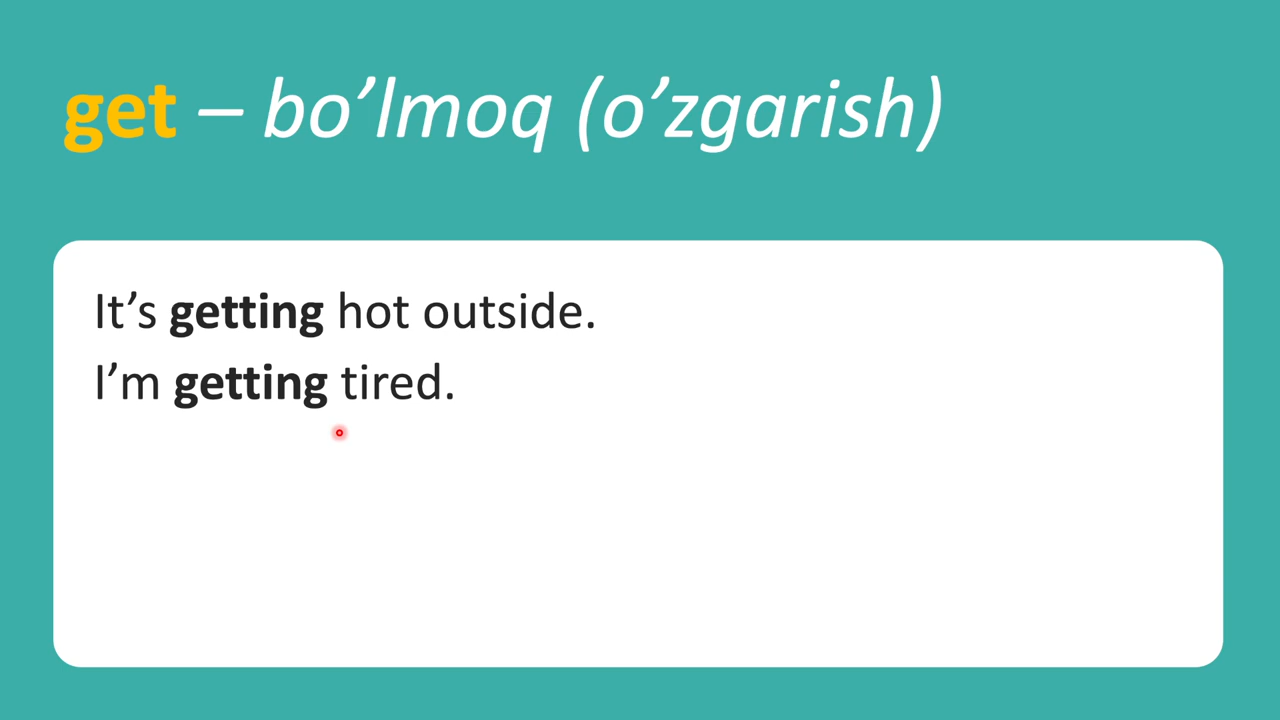 get – bo’lmoq (o’zgarish)
It’s getting hot outside.
I’m getting tired.